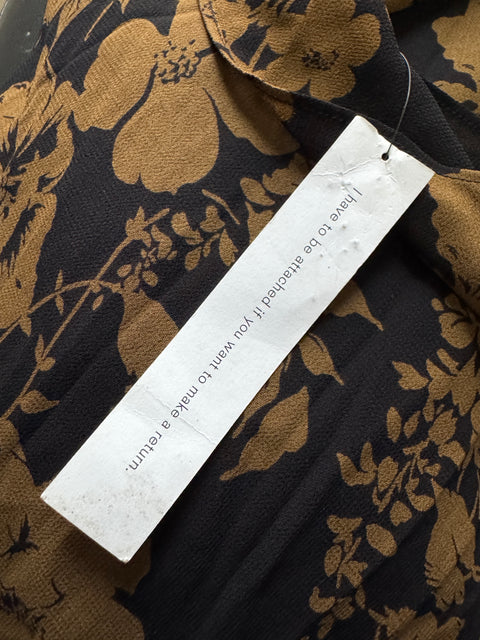 I have to be attached if you want to make a return.